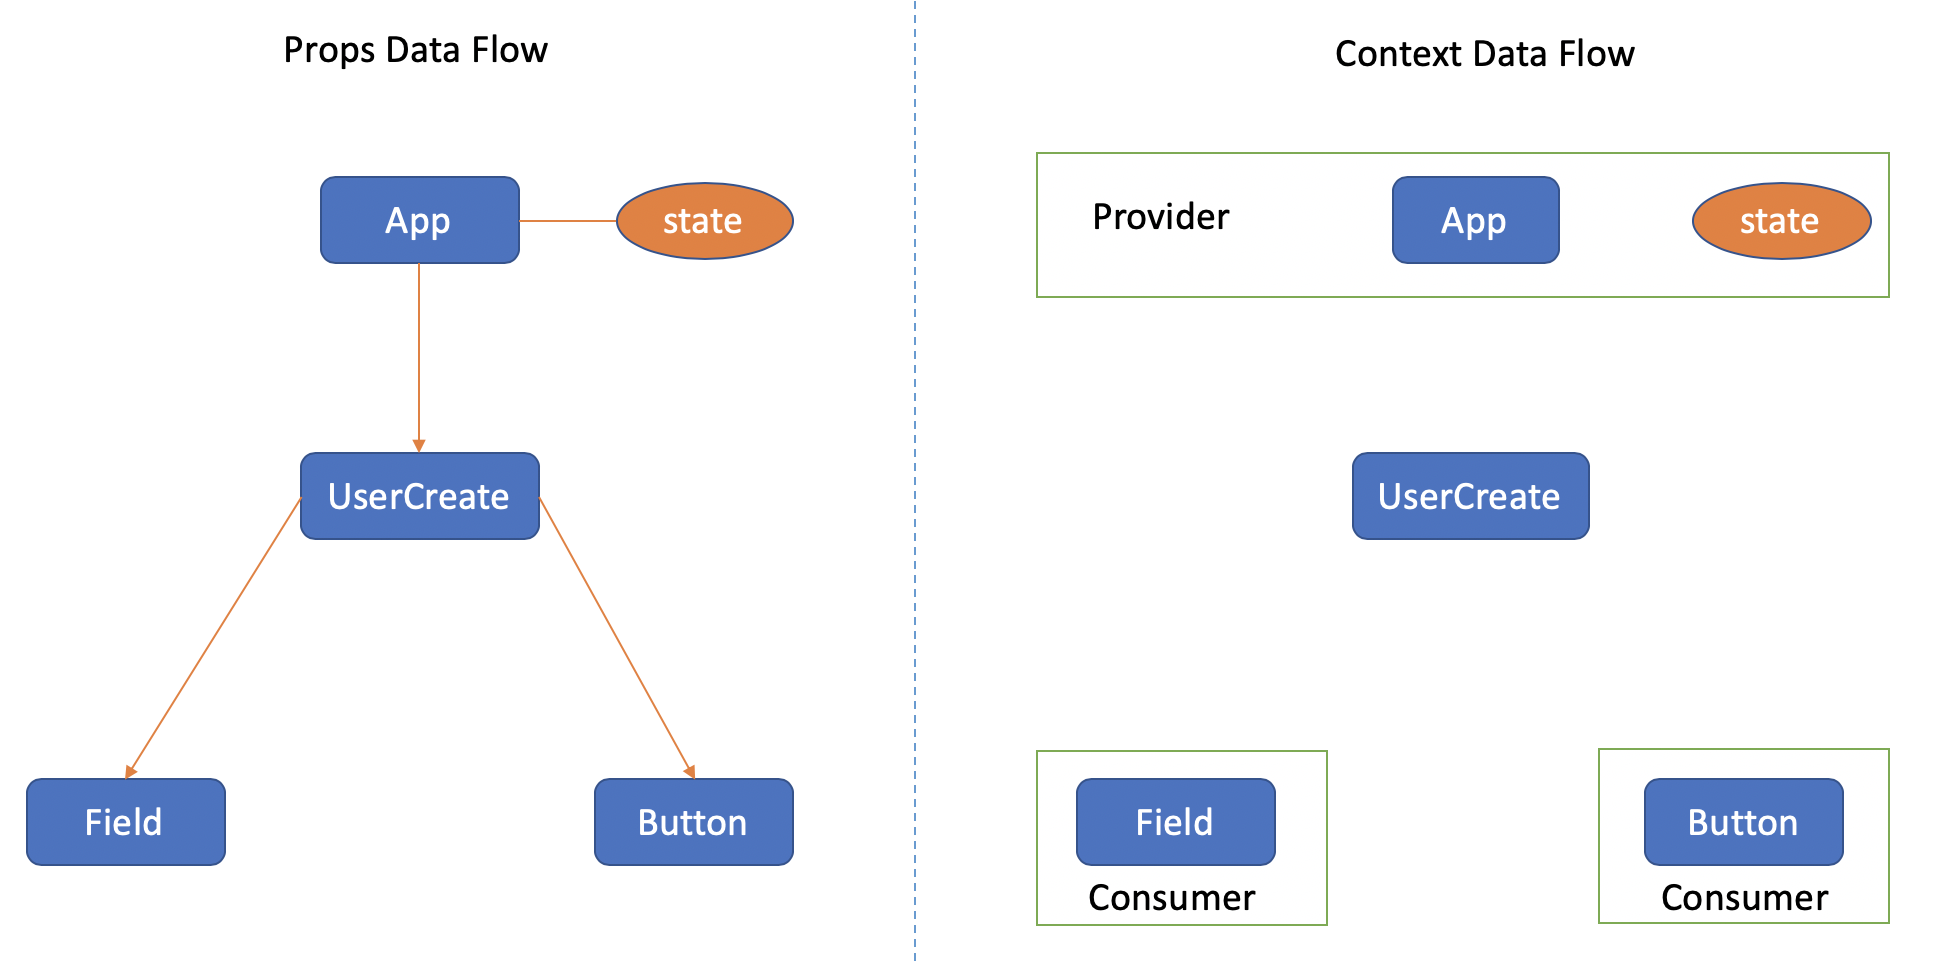 Props Data Flow
App
state
UserCreate
Field
Button
Context Data Flow
Provider
App
state
UserCreate
Field
Consumer
Button
Consumer